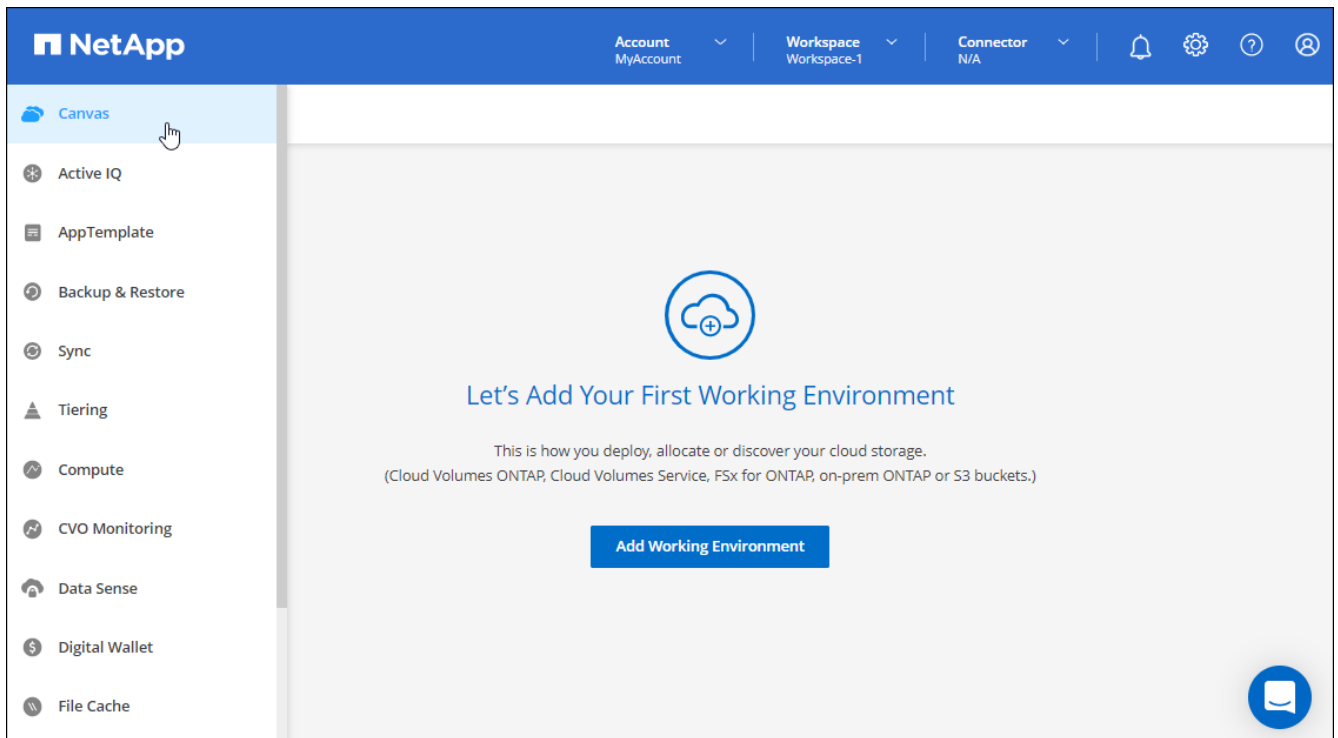 NetApp
Account
MyAccount
Workspace
Workspace-1
Connector
N/A
Canvas
Active IQ
AppTemplate
Backup & Restore
Sync
Tiering
Compute
CVO Monitoring
Data Sense
Digital Wallet
File Cache
Let's Add Your First Working Environment
This is how you deploy, allocate or discover your cloud storage.
(Cloud Volumes ONTAP, Cloud Volumes Service, FSx for ONTAP, on-prem ONTAP or S3 buckets.)
Add Working Environment